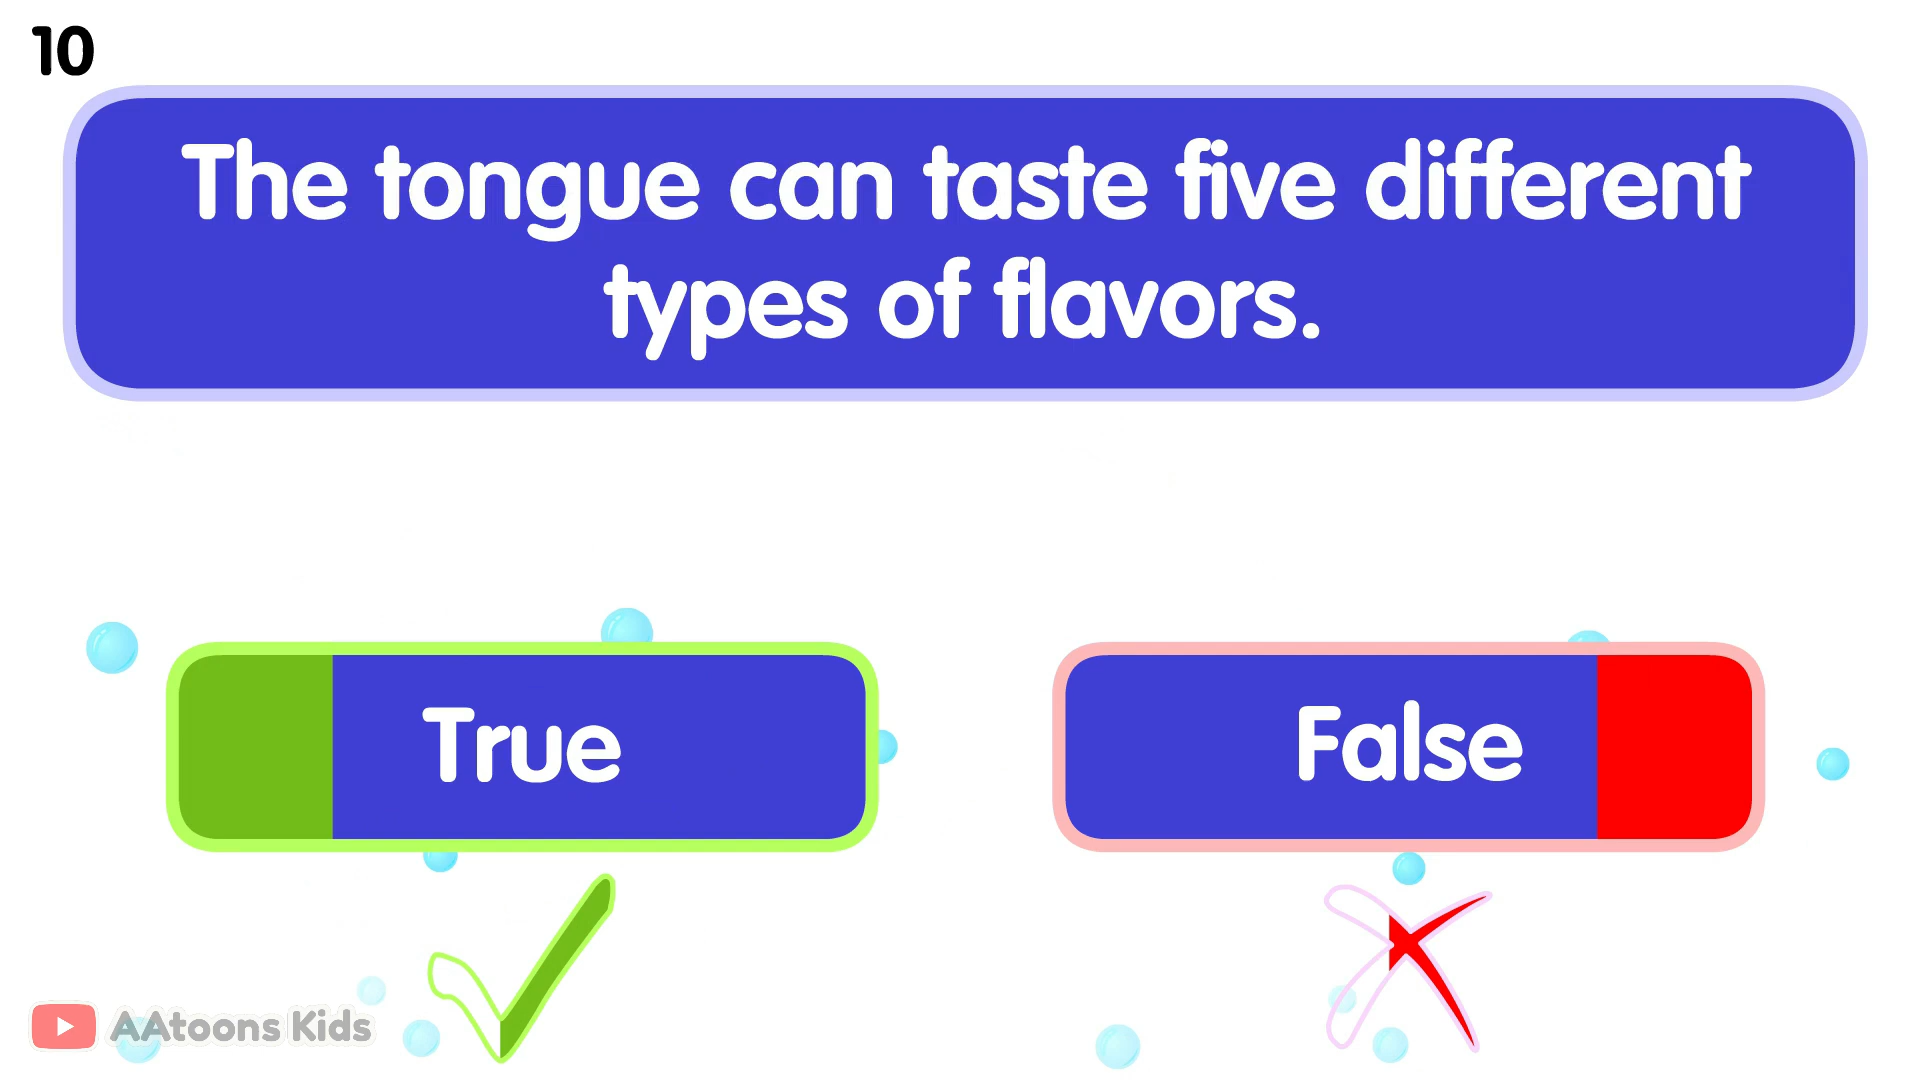 10
The tongue can taste five different
types of flavors.
True
False
AAtoons Kids